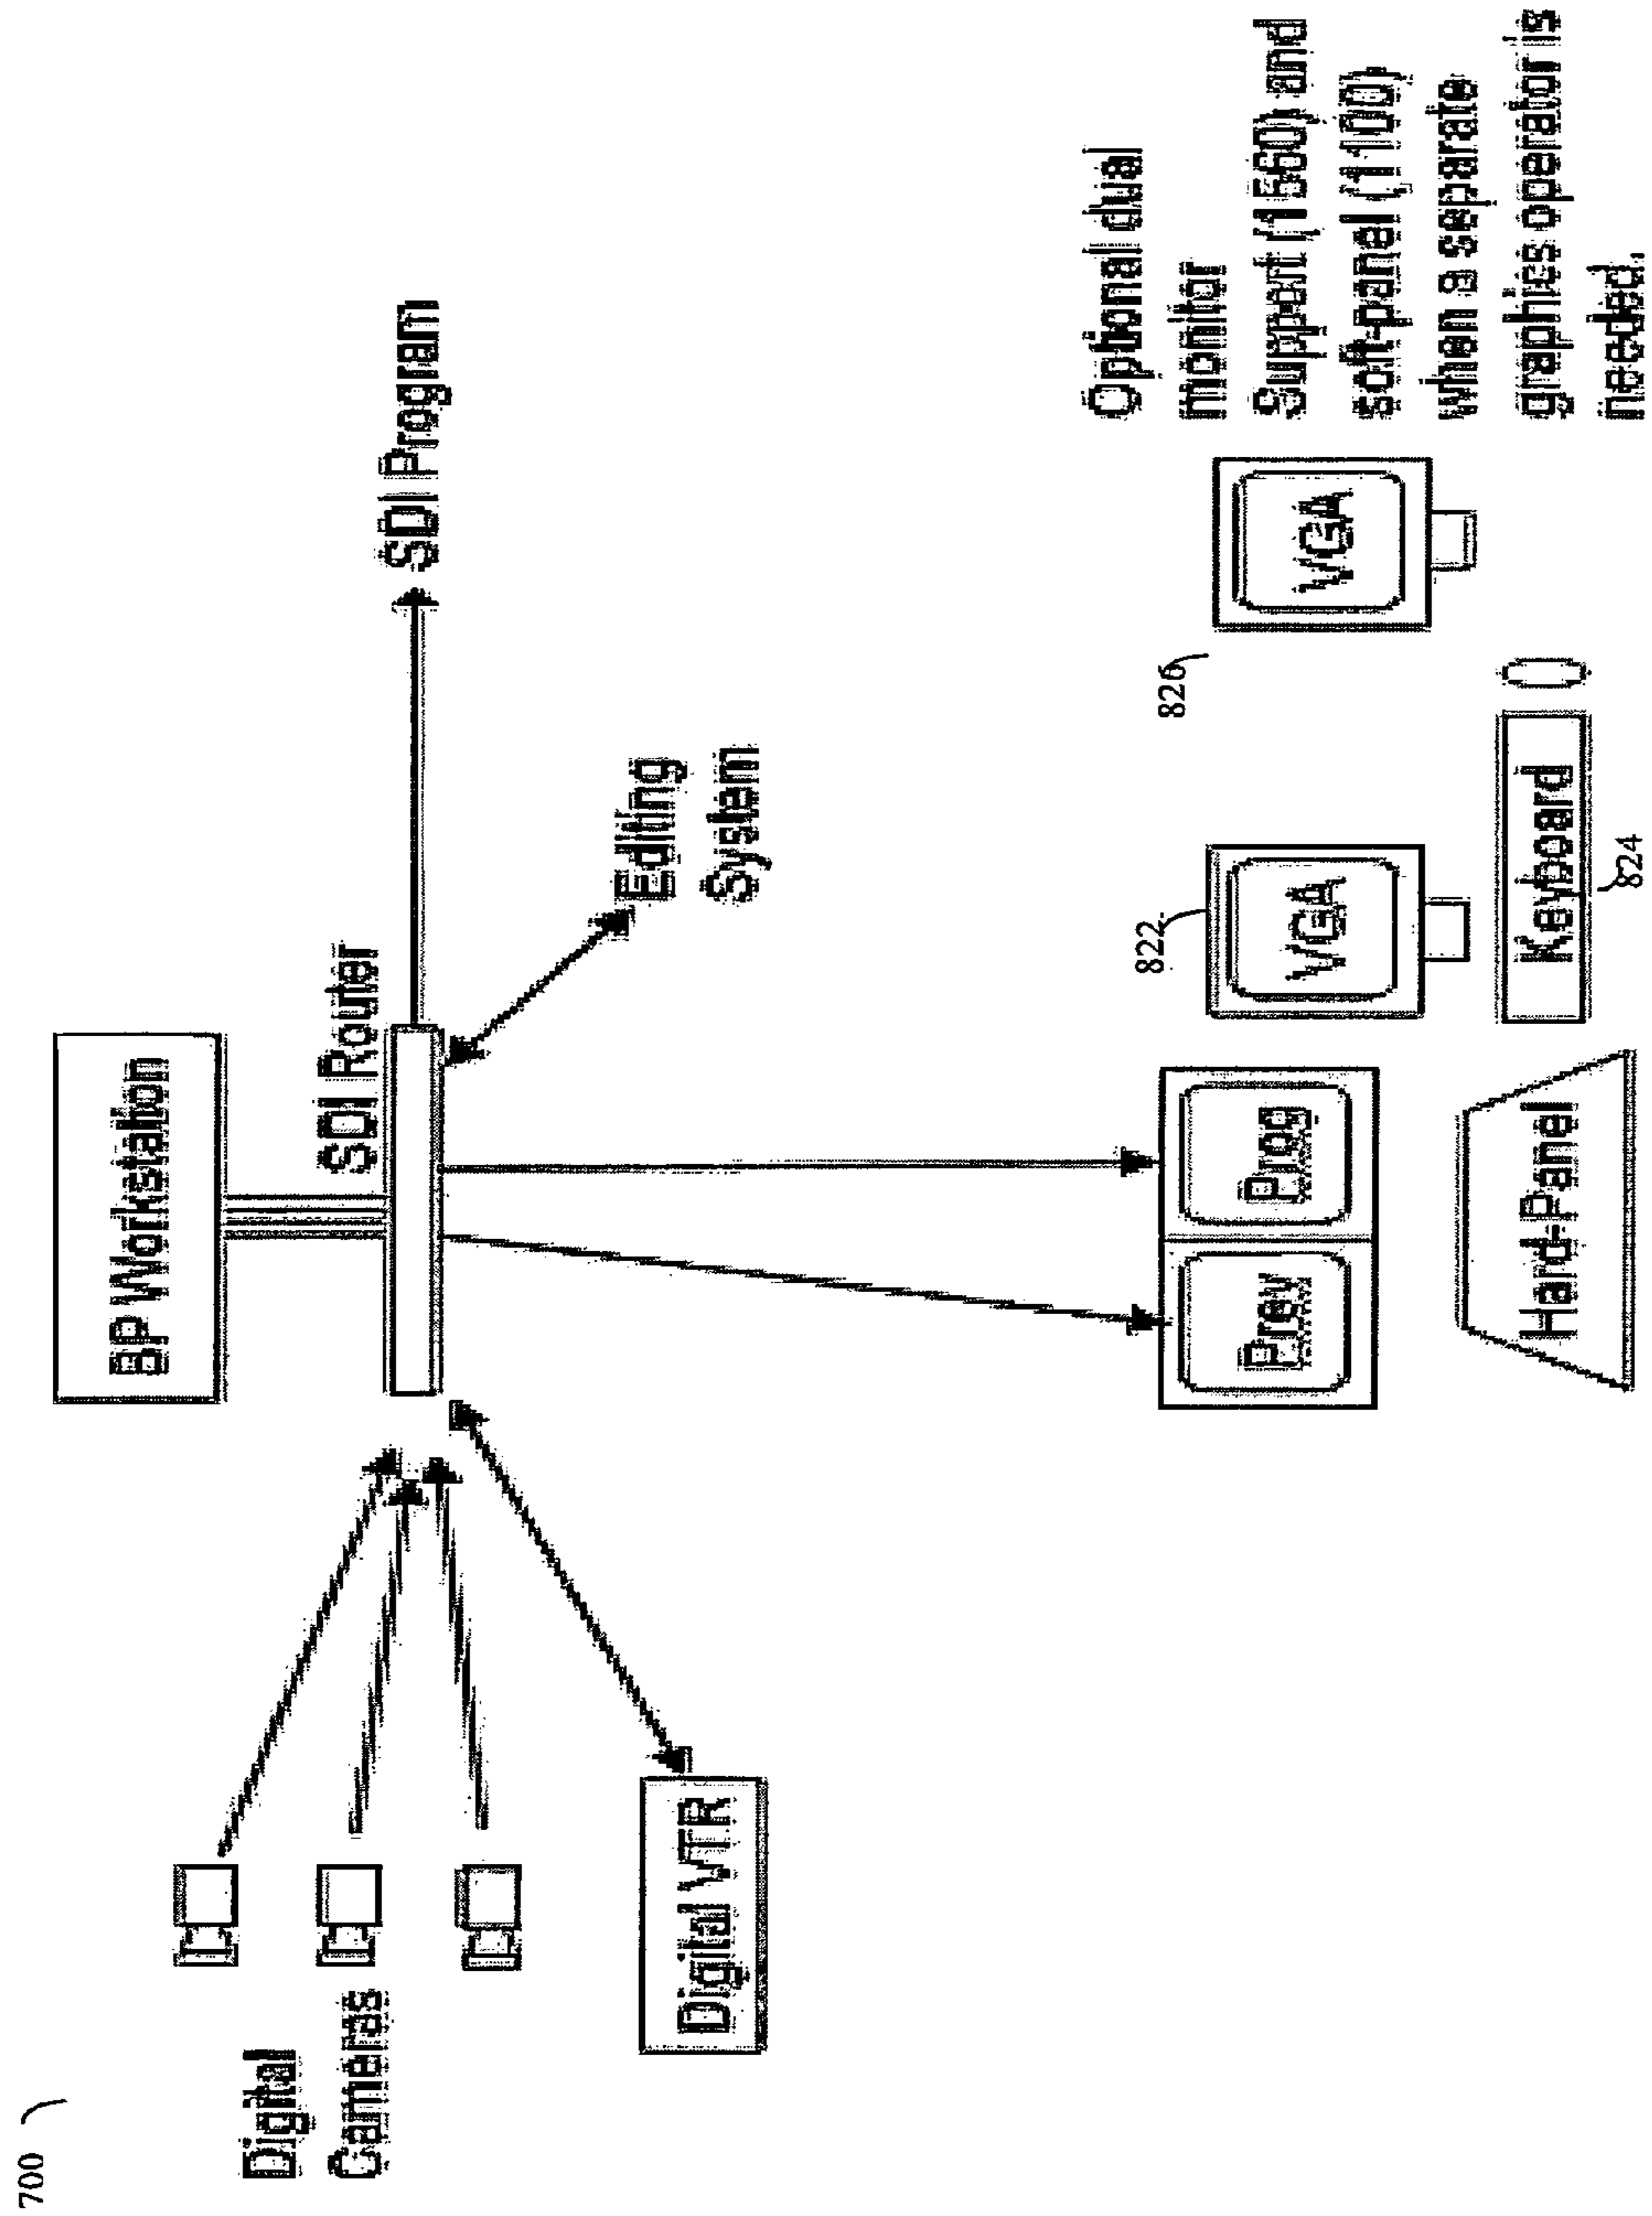 700
BP Workstation
SDI Router
SDI Program
Digital
Cameras
Editing
System
Digital VTR
822
826
Prev
Prog
VGA
VGA
Hard-Panel
Keyboard
824
Optional dual
monitor
Support (1560) and
soft-panel (1100)
when a separate
graphics operator is
needed.